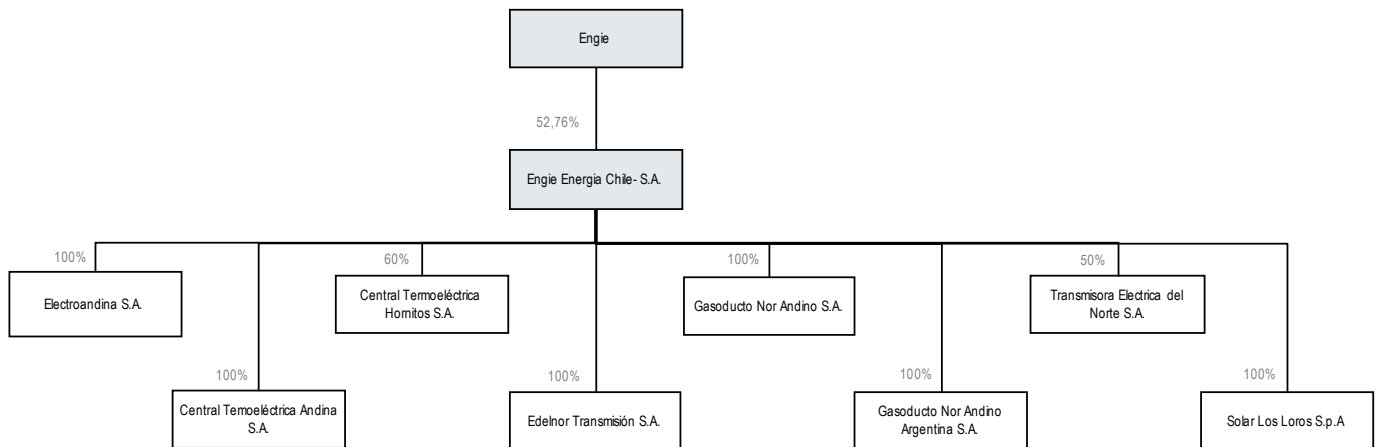 Engie
52,76%
Engie Energia Chile- S.A.
100%
60%
100%
50%
Electroandina S.A.
Central Termoeléctrica
Hornitos S.A.
Gasoducto Nor Andino S.A.
Transmisora Electrica del
Norte S.A.
100%
100%
100%
100%
Central Termoeléctrica Andina
S.A.
Edelnor Transmisión S.A.
Gasoducto Nor Andino
Argentina S.A.
Solar Los Loros S.p.A